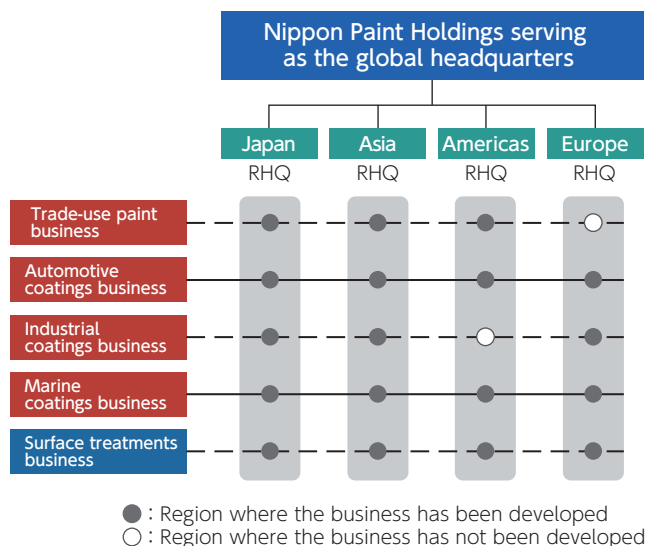 Nippon Paint Holdings serving
as the global headquarters
Japan Asia Americas Europe
RHQ RHQ RHQ RHQ
Trade-use paint
business
Automotive
coatings business
Industrial
coatings business
Marine
coatings business
Surface treatments
business
: Region where the business has been developed
: Region where the business has not been developed